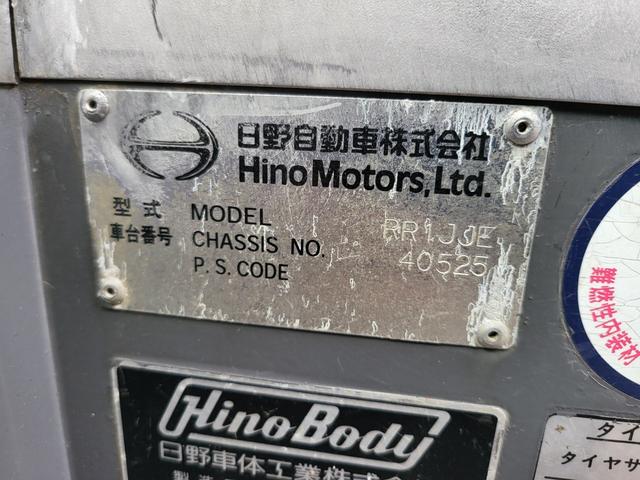 日野自動車株式会社
Hino Motors, Ltd.
型式 MODEL RR1JJE
車台番号 CHASSIS NO. 40525
P. S. CODE
難燃性内装材
Hino Body
日野車体工業株式会
タイ
タイヤサ